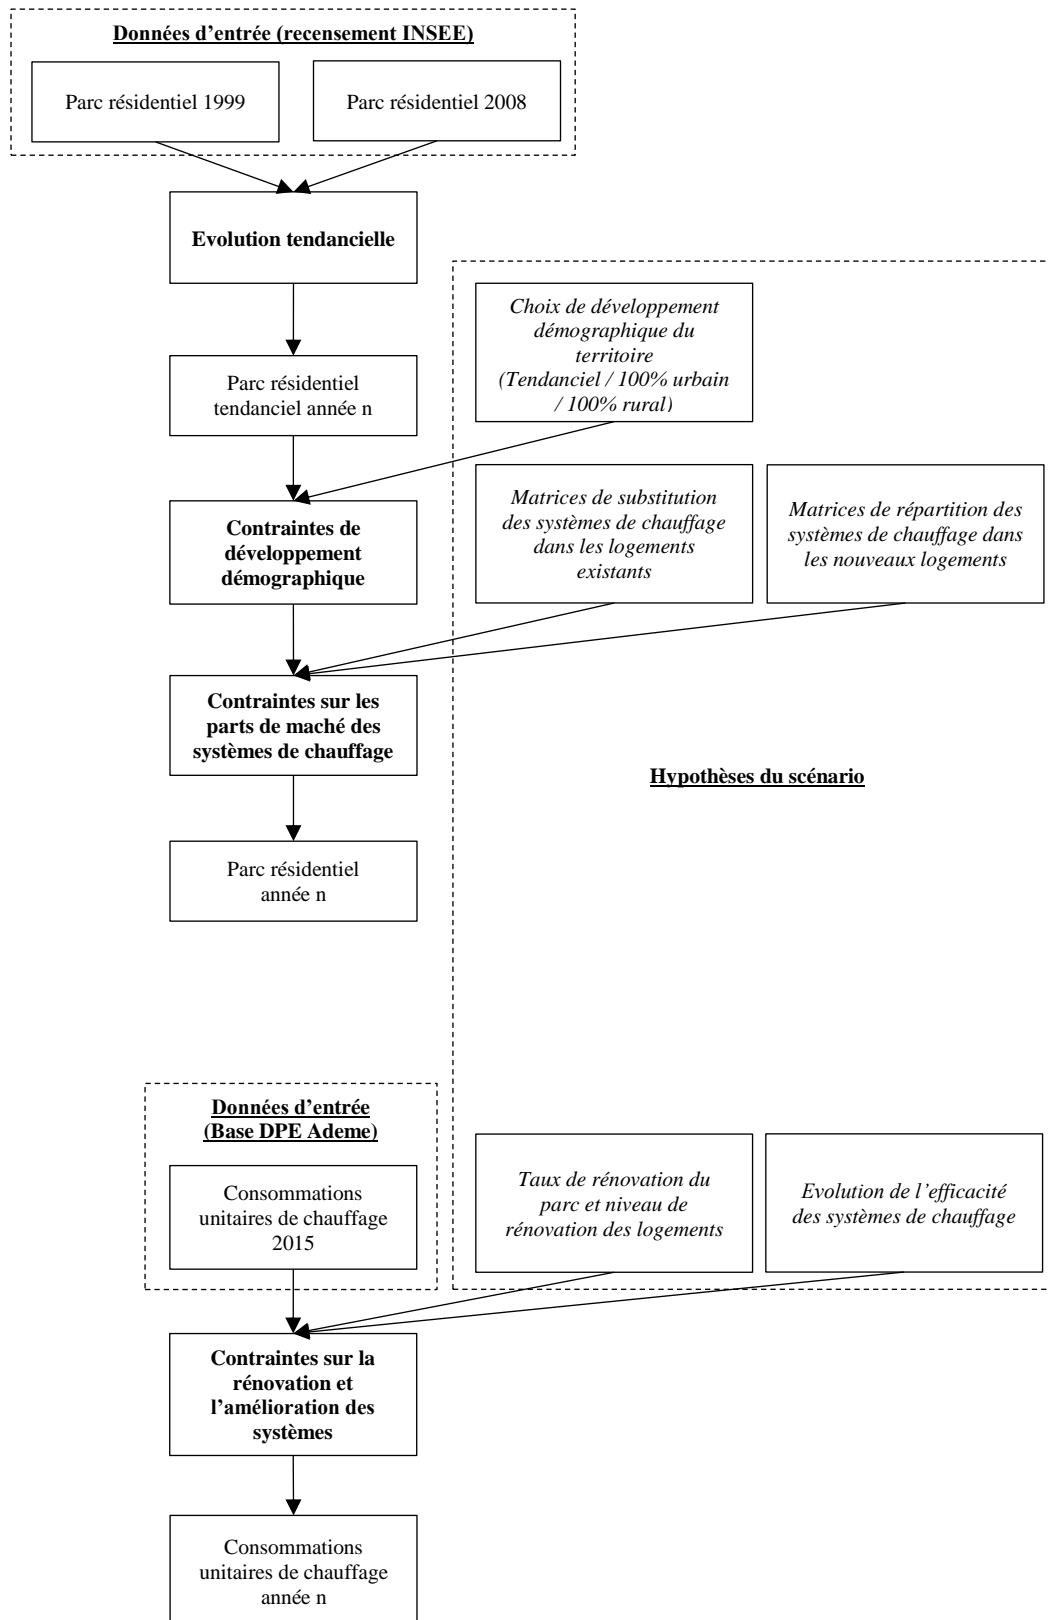 Données d'entrée (recensement INSEE)
Parc résidentiel 1999
Parc résidentiel 2008
Evolution tendancielle
Choix de développement
démographique du
territoire
(Tendanciel / 100% urbain
/ 100% rural)
Parc résidentiel
tendanciel année n
Contraintes de
développement
démographique
Matrices de substitution
des systèmes de chauffage
dans les logements
existants
Matrices de répartition des
systèmes de chauffage dans
les nouveaux logements
Contraintes sur les
parts de maché des
systèmes de chauffage
Hypothèses du scénario
Parc résidentiel
année n
Données d'entrée
(Base DPE Ademe)
Consommations
unitaires de chauffage
2015
Taux de rénovation du
parc et niveau de
rénovation des logements
Evolution de l'efficacité
des systèmes de chauffage
Contraintes sur la
rénovation et
l'amélioration des
systèmes
Consommations
unitaires de chauffage
année n